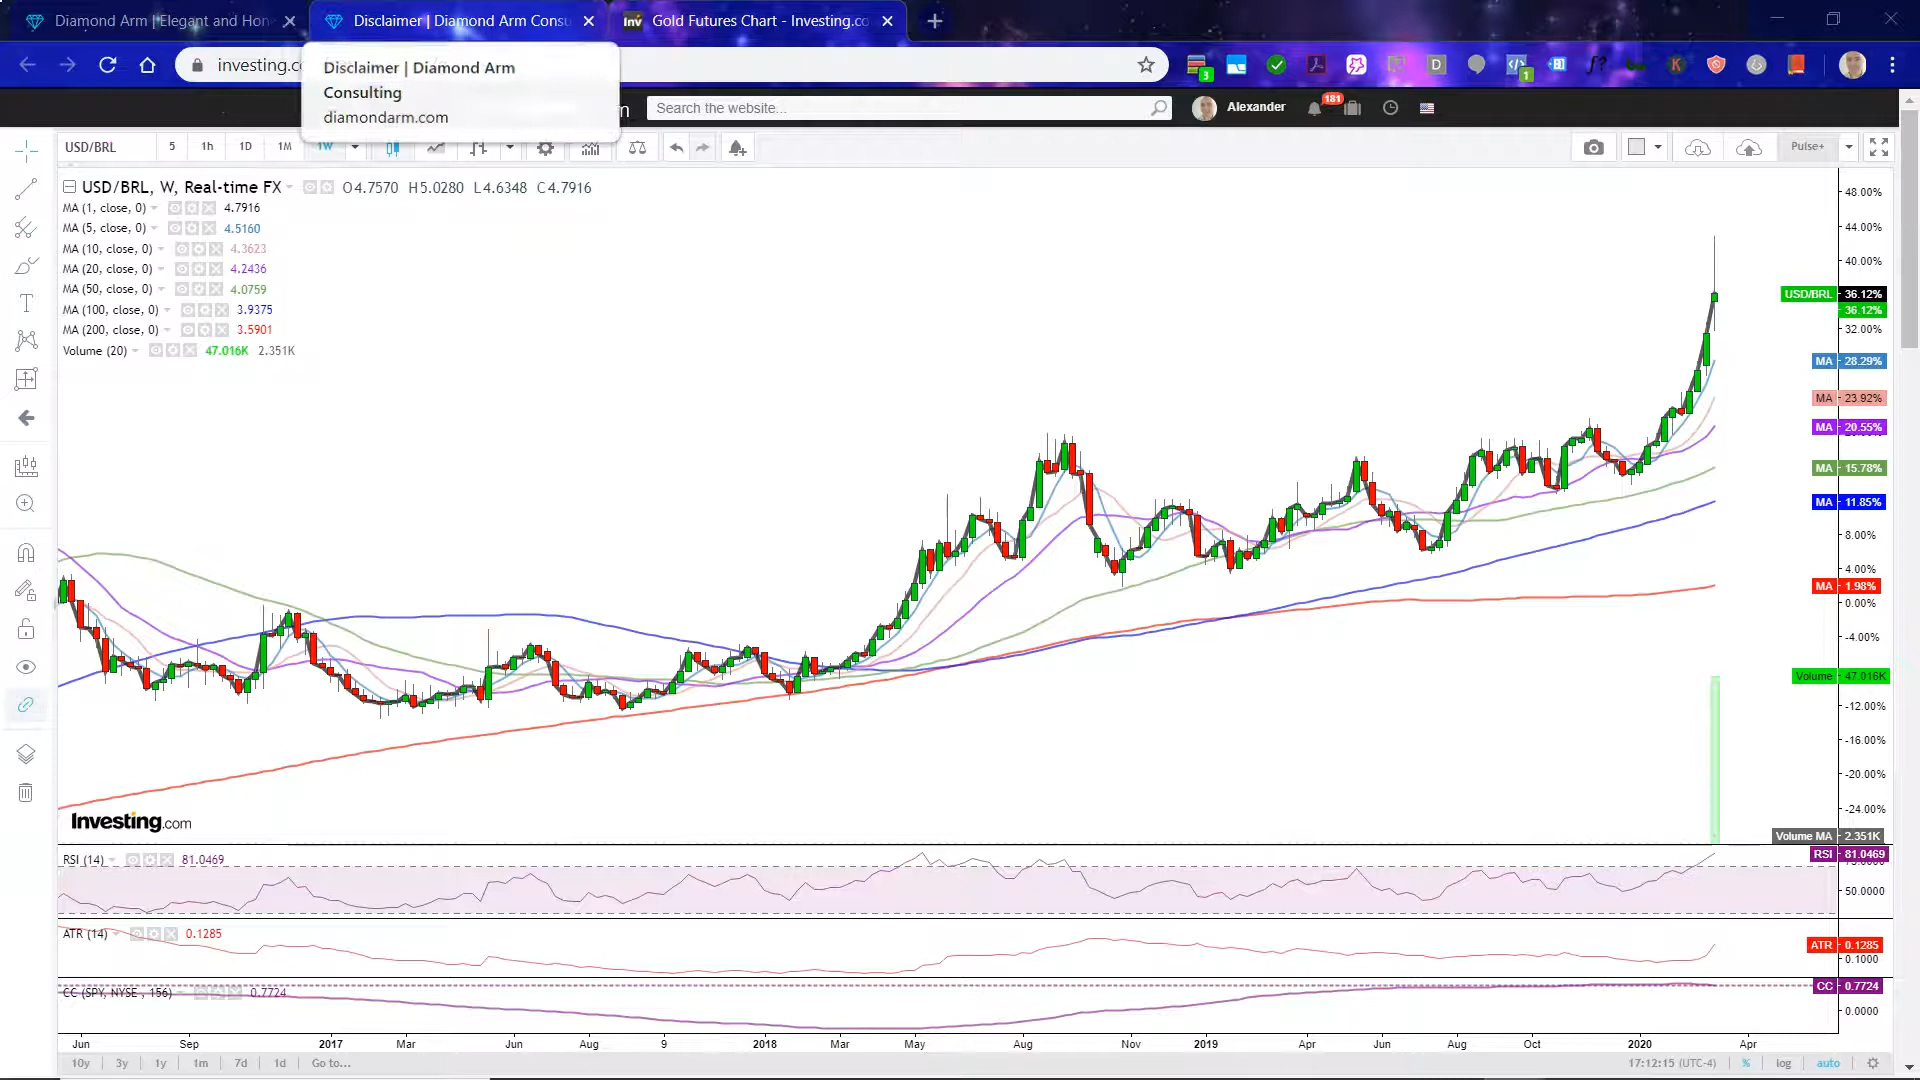 Diamond Arm | Elegant and Hon
Disclaimer | Diamond Arm Consu
Gold Futures Chart - Investing.co
investing.co
Disclaimer | Diamond Arm
Consulting
diamondarm.com
Search the website...
Alexander
181
USD/BRL
5
1h
1D
1M
1W
Pulse+
USD/BRL, W, Real-time FX
O4.7570 H5.0280 L4.6348 C4.7916
MA (1, close, 0) 4.7916
MA (5, close, 0) 4.5160
MA (10, close, 0) 4.3623
MA (20, close, 0) 4.2436
MA (50, close, 0) 4.0759
MA (100, close, 0) 3.9375
MA (200, close, 0) 3.5901
Volume (20) 47.016K 2.351K
48.00%
44.00%
40.00%
USD/BRL 36.12%
36.12%
32.00%
MA 28.29%
MA 23.92%
MA 20.55%
MA 15.78%
MA 11.85%
8.00%
4.00%
MA 1.98%
0.00%
-4.00%
Volume 47.016K
-12.00%
-16.00%
-20.00%
-24.00%
Investing.com
Volume MA 2.351K
RSI (14) 81.0469
RSI 81.0469
50.0000
ATR (14) 0.1285
ATR 0.1285
0.1000
CC (SPY, NYSE, 156) 0.7724
CC 0.7724
0.0000
Jun Sep 2017 Mar Jun Aug 9 2018 Mar May Aug Nov 2019 Apr Jun Aug Oct 2020 Apr
10y 3y 1y 1m 7d 1d Go to...
17:12:15 (UTC-4) % log auto